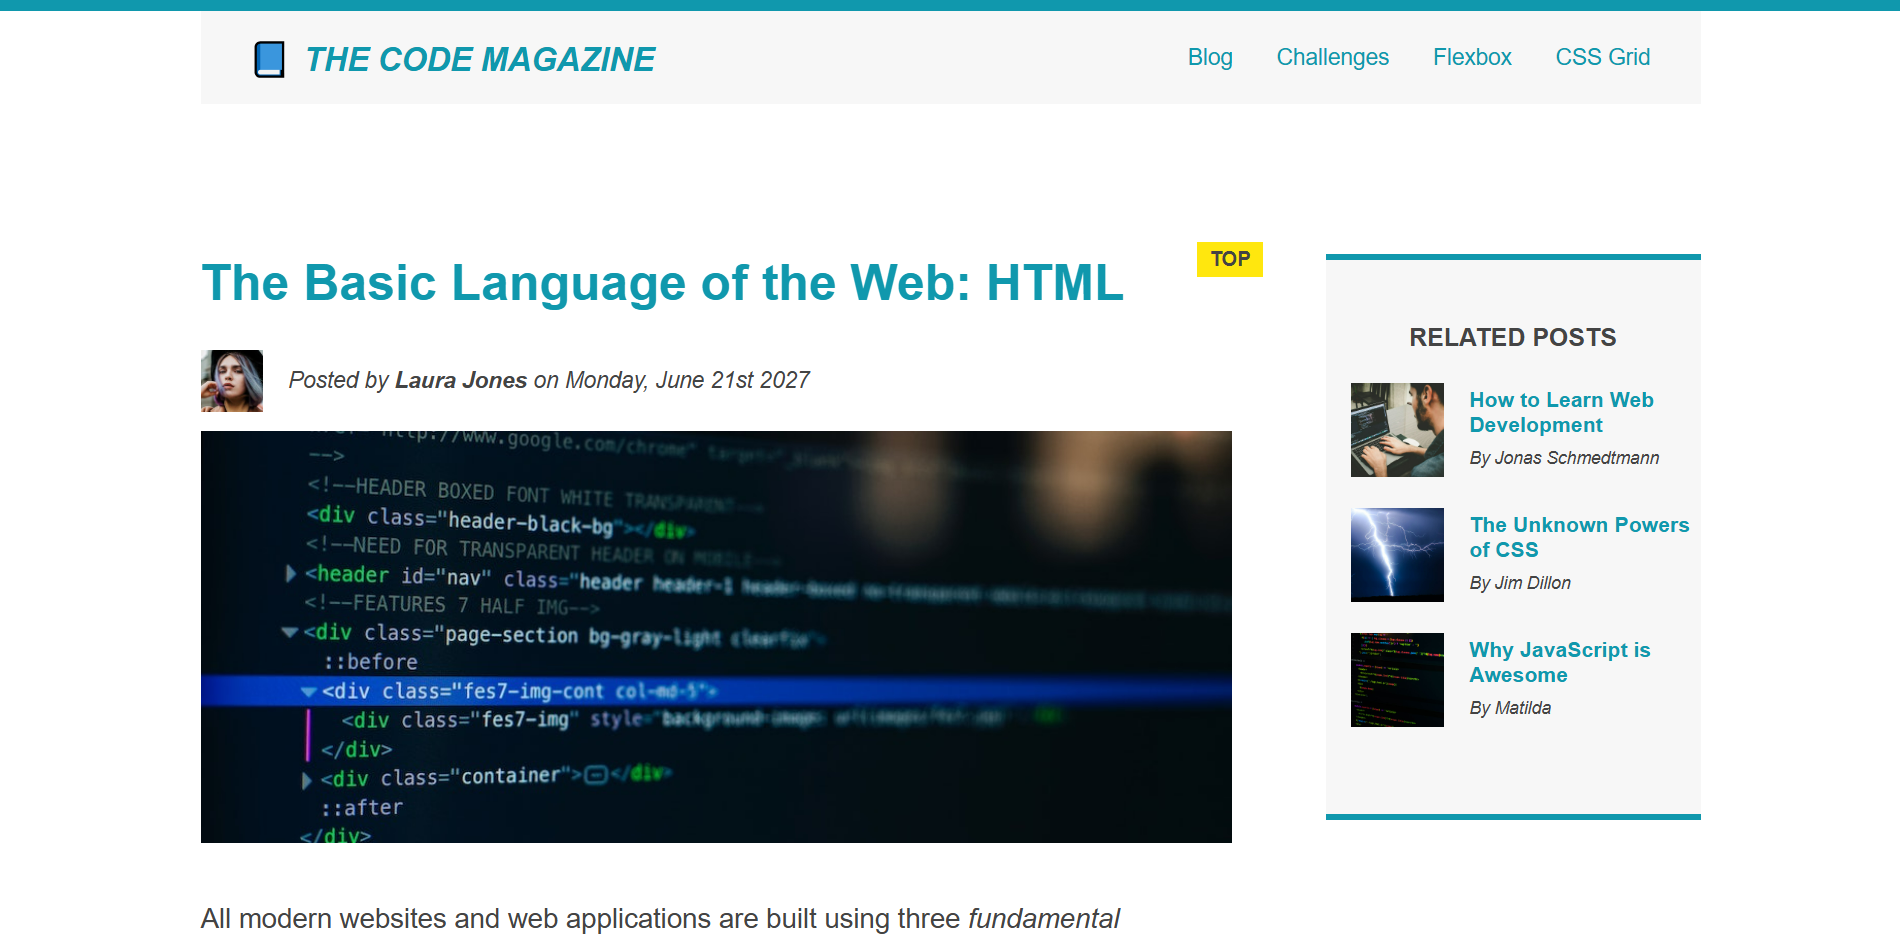 THE CODE MAGAZINE
Blog Challenges Flexbox CSS Grid
The Basic Language of the Web: HTML
TOP
Posted by Laura Jones on Monday, June 21st 2027
http://www.google.com/chrome"
-->
<!--HEADER BOXED FONT WHITE TRANSPARENT-->
<div class="header-black-bg"></div>
<!--NEED FOR TRANSPARENT HEADER ON MOBILE-->
<header id="nav" class="header header-1 header-boxed
<!--FEATURES 7 HALF IMG-->
<div class="page-section bg-gray-light clearfix">
::before
<div class="fes7-img-cont col-md-5">
<div class="fes7-img" style=
</div>
<div class="container"></div>
::after
</div>
All modern websites and web applications are built using three fundamental
RELATED POSTS
How to Learn Web
Development
By Jonas Schmedtmann
The Unknown Powers
of CSS
By Jim Dillon
Why JavaScript is
Awesome
By Matilda